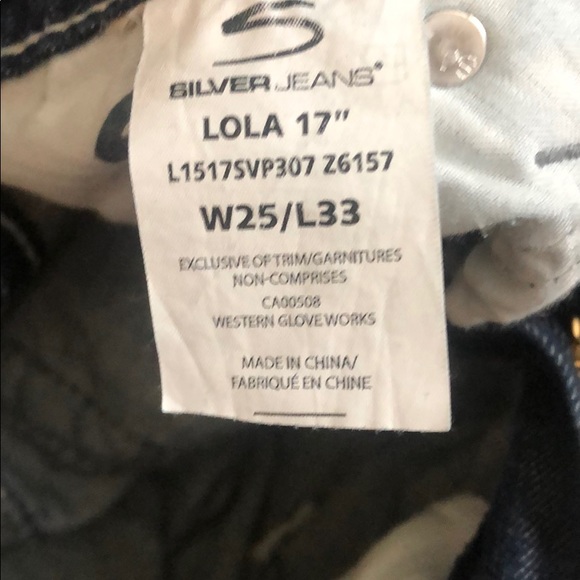 SILVER JEANS®
LOLA 17"
L1517SVP307 Z6157
W25/L33
EXCLUSIVE OF TRIM/GARNITURES
NON-COMPRISES
CA00508
WESTERN GLOVE WORKS
MADE IN CHINA/
FABRIQUÉ EN CHINE